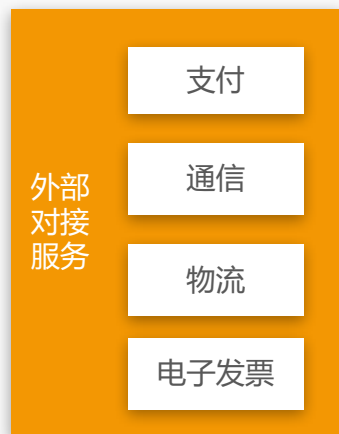 外部
对接
服务
支付
通信
物流
电子发票